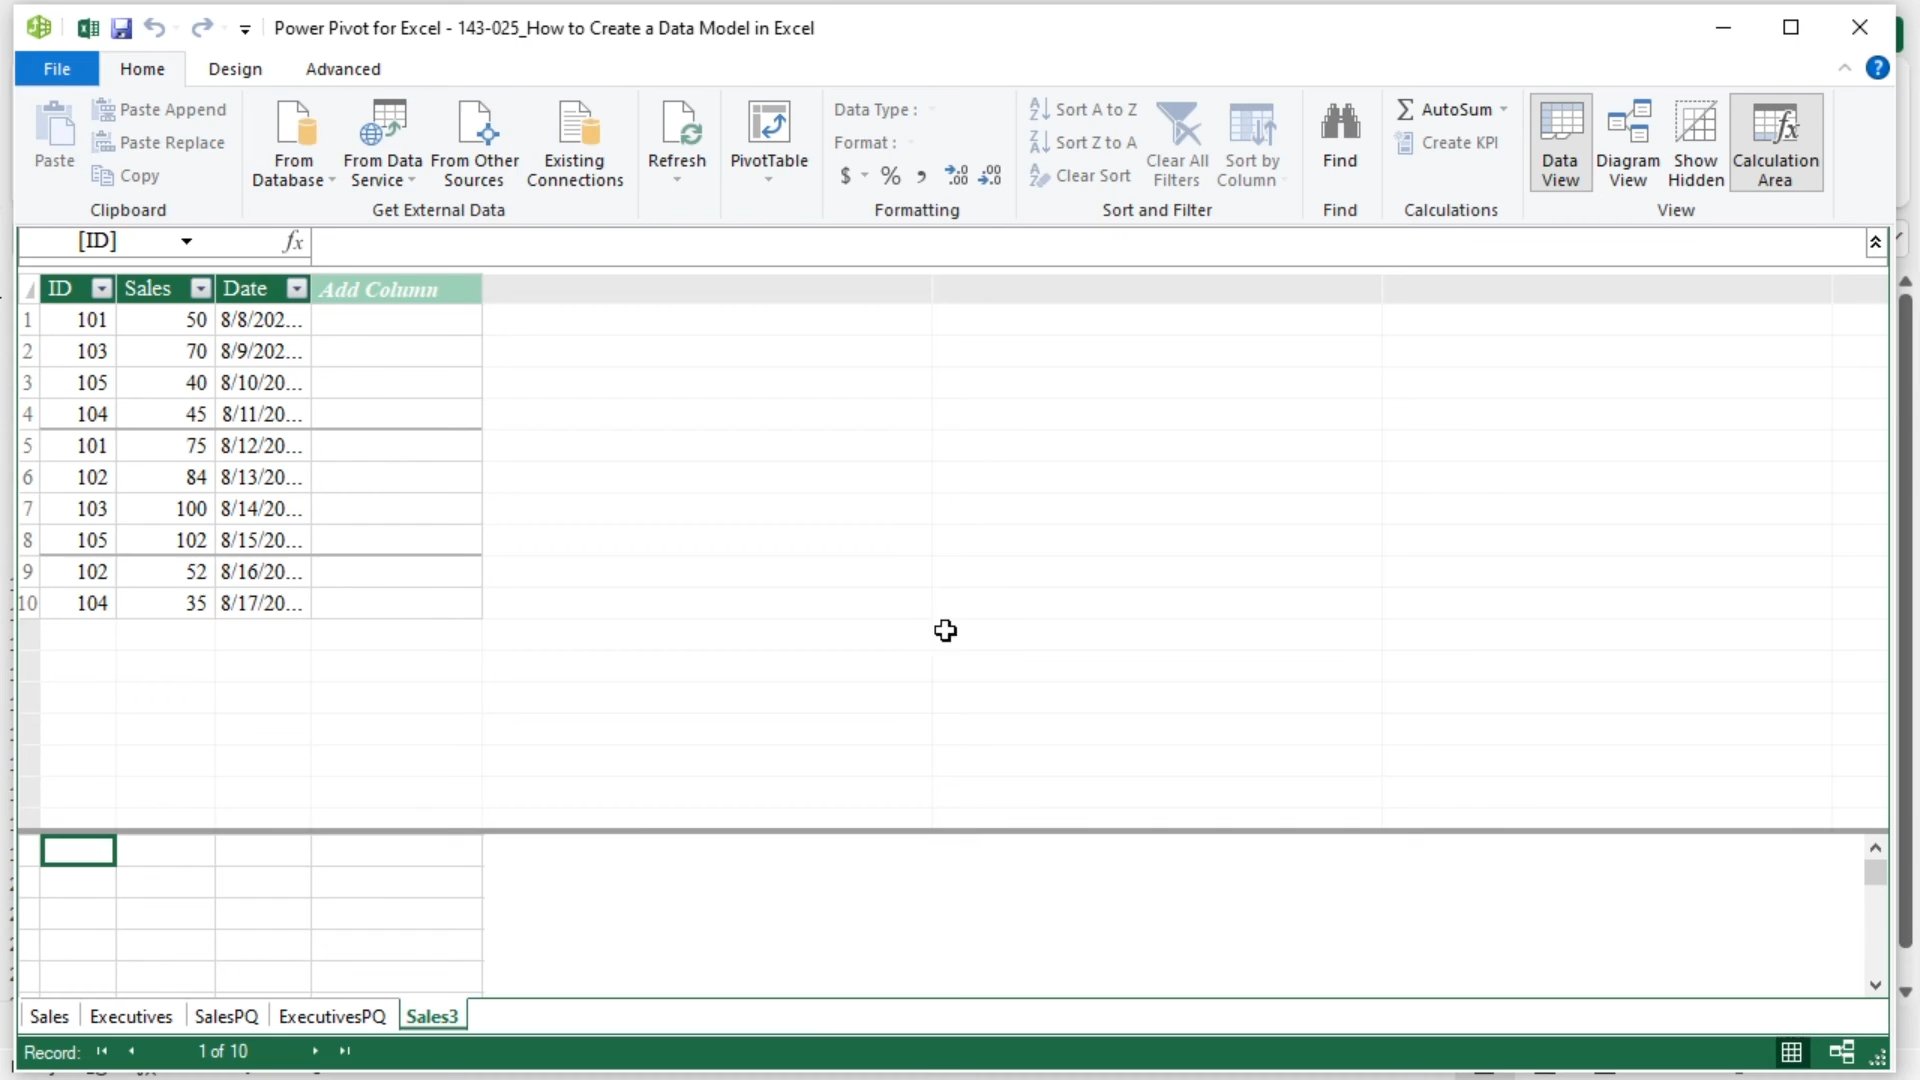 Power Pivot for Excel - 143-025_How to Create a Data Model in Excel
File Home Design Advanced
Paste
Paste Append
Paste Replace
Copy
Clipboard
From Database
From Data Service
From Other Sources
Existing Connections
Get External Data
Refresh
PivotTable
Data Type :
Format :
$ % , .00 .00
Formatting
Sort A to Z
Sort Z to A
Clear Sort
Clear All Filters
Sort by Column
Sort and Filter
Find
Find
AutoSum
Create KPI
Calculations
Data View
Diagram View
Show Hidden
Calculation Area
View
[ID] fx
ID Sales Date Add Column
1 101 50 8/8/202...
2 103 70 8/9/202...
3 105 40 8/10/20...
4 104 45 8/11/20...
5 101 75 8/12/20...
6 102 84 8/13/20...
7 103 100 8/14/20...
8 105 102 8/15/20...
9 102 52 8/16/20...
10 104 35 8/17/20...
Sales Executives SalesPQ ExecutivesPQ Sales3
Record: 1 of 10